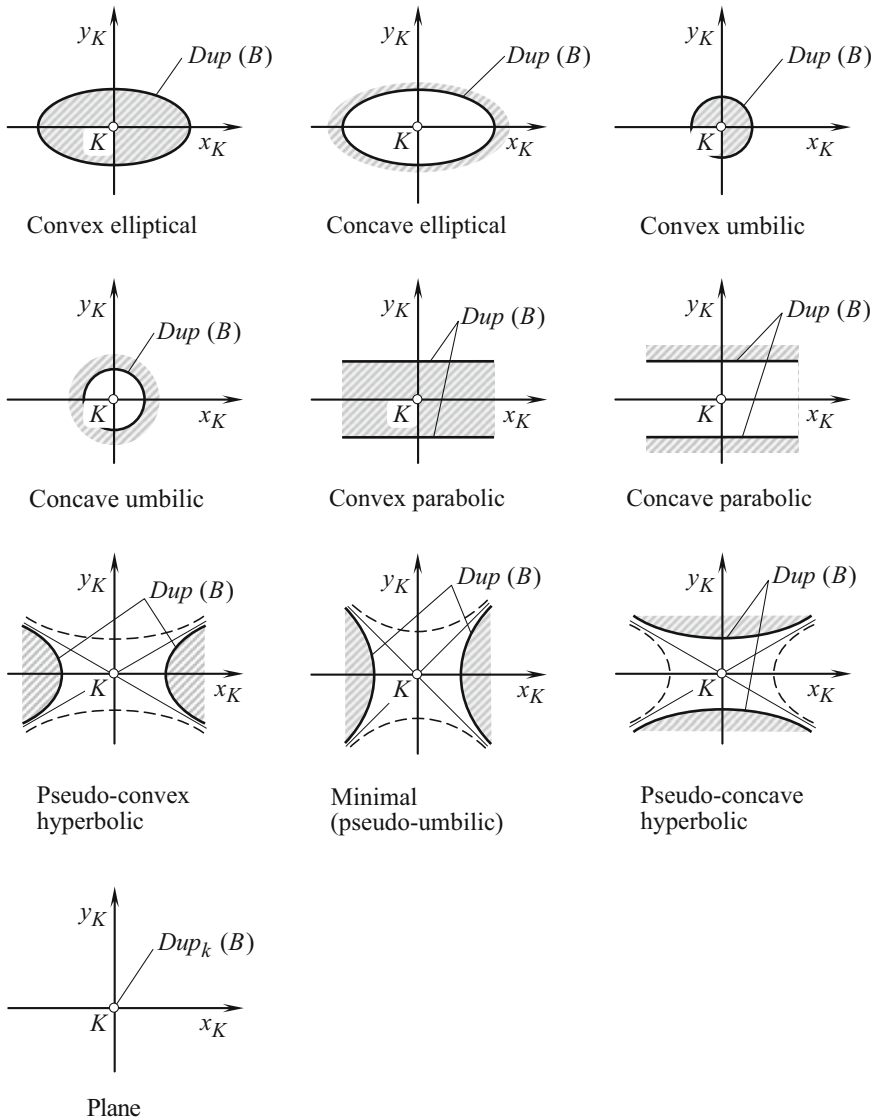 y_K
Dup (B)
K
x_K
Convex elliptical
y_K
Dup (B)
K
x_K
Concave elliptical
y_K
Dup (B)
K
x_K
Convex umbilic
y_K
Dup (B)
K
x_K
Concave umbilic
y_K
Dup (B)
K
x_K
Convex parabolic
y_K
Dup (B)
K
x_K
Concave parabolic
y_K
Dup (B)
K
x_K
Pseudo-convex
hyperbolic
y_K
Dup (B)
K
x_K
Minimal
(pseudo-umbilic)
y_K
Dup (B)
K
x_K
Pseudo-concave
hyperbolic
y_K
Dup_k (B)
K
x_K
Plane